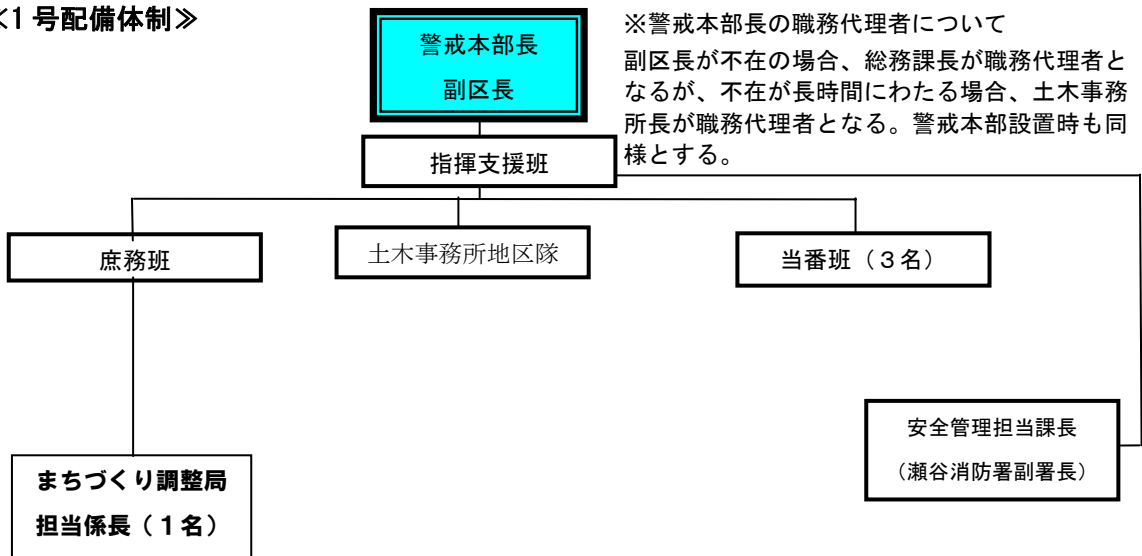 ≪1号配備体制≫
警戒本部長
副区長
※警戒本部長の職務代理者について
副区長が不在の場合、総務課長が職務代理者と
なるが、不在が長時間にわたる場合、土木事務
所長が職務代理者となる。警戒本部設置時も同
様とする。
指揮支援班
庶務班
土木事務所地区隊
当番班（３名）
安全管理担当課長
（瀬谷消防署副署長）
まちづくり調整局
担当係長（１名）